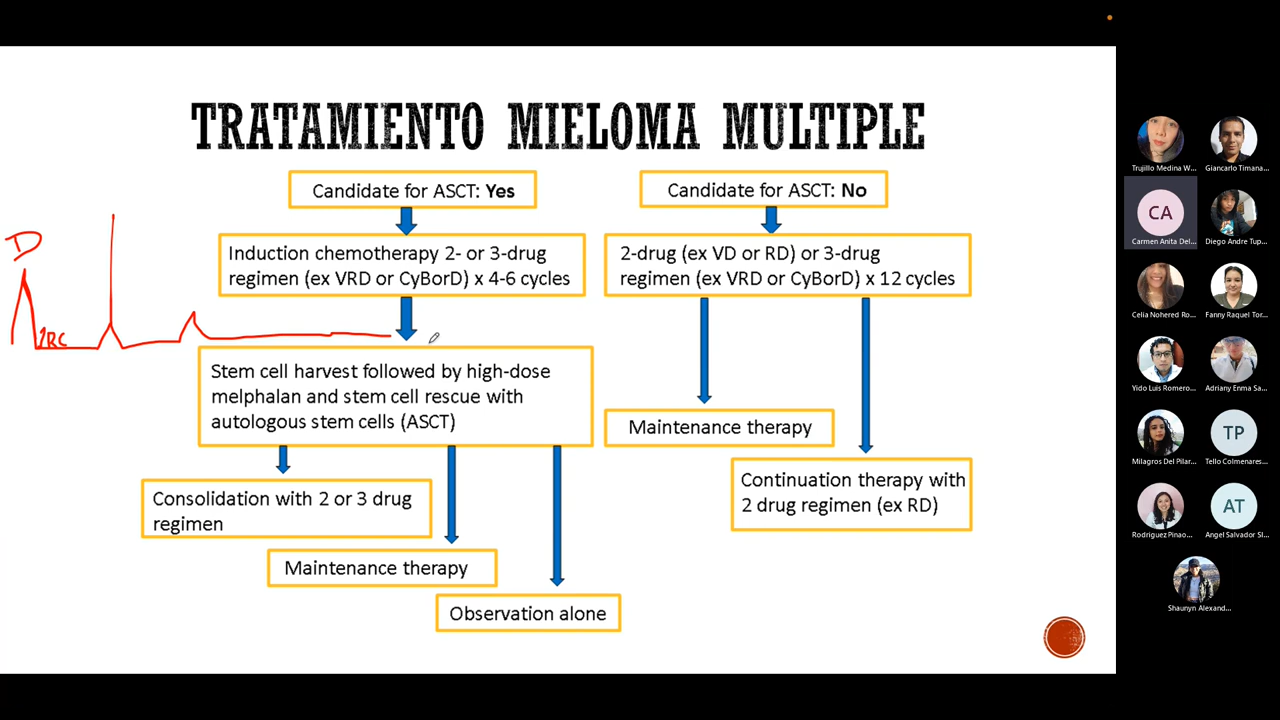 TRATAMIENTO MIELOMA MULTIPLE
Candidate for ASCT: Yes
Induction chemotherapy 2- or 3-drug
regimen (ex VRD or CyBorD) x 4-6 cycles
Stem cell harvest followed by high-dose
melphalan and stem cell rescue with
autologous stem cells (ASCT)
Consolidation with 2 or 3 drug
regimen
Maintenance therapy
Observation alone
Candidate for ASCT: No
2-drug (ex VD or RD) or 3-drug
regimen (ex VRD or CyBorD) x 12 cycles
Maintenance therapy
Continuation therapy with
2 drug regimen (ex RD)
D
Trujillo Medina W...
Giancarlo Timana...
CA
Carmen Anita Del...
Diego Andre Tup...
Celia Nohered Ro...
Fanny Raquel Tor...
Yido Luis Romero...
Adriany Enma Sa...
Milagros Del Pilar...
TP
Tello Colmenares...
Rodriguez Pinao...
AT
Angel Salvador Sl...
Shaunyn Alexand...